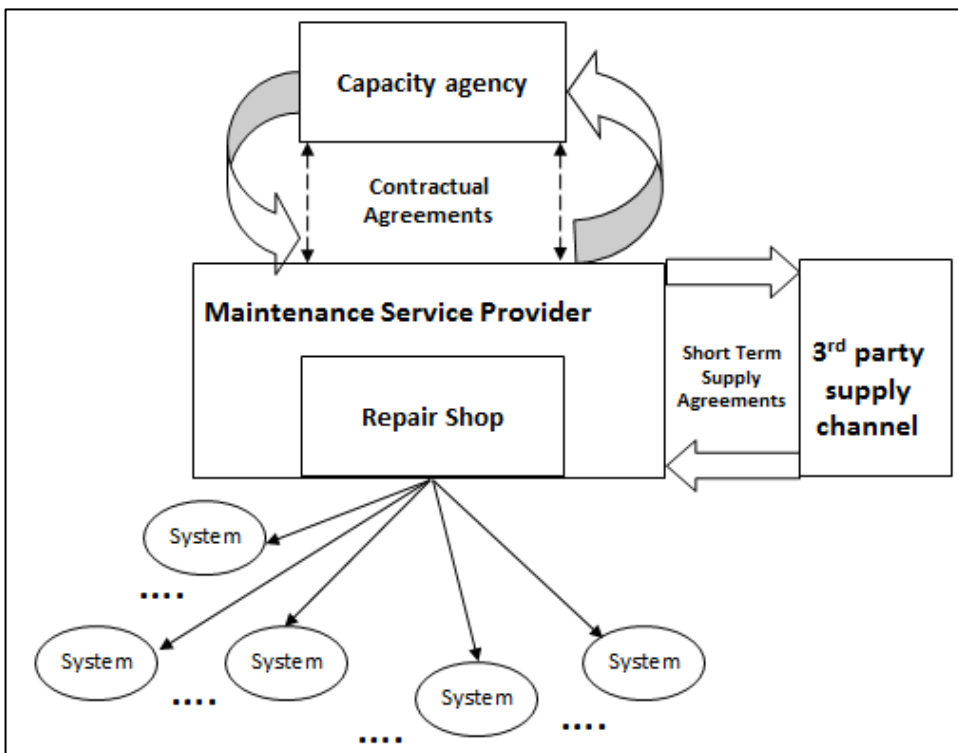 Capacity agency
Contractual
Agreements
Maintenance Service Provider
Repair Shop
Short Term
Supply
Agreements
3rd party
supply
channel
System
....
System
System
....
System
....
System
....